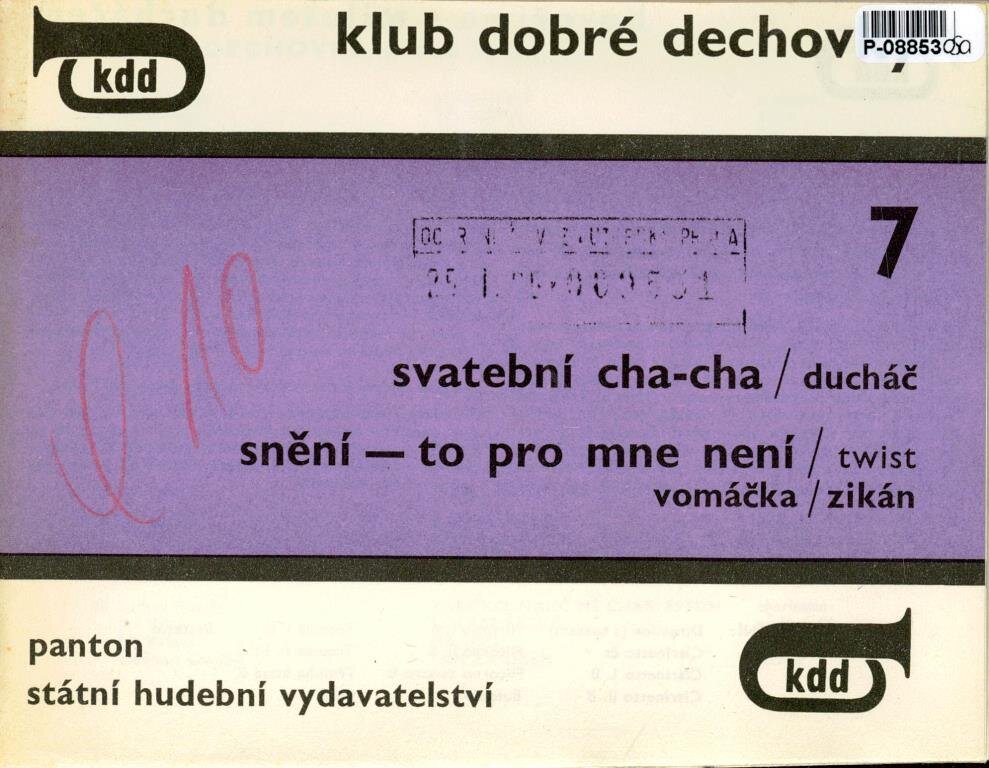 kdd
klub dobré dechov
P-08853
7
svatební cha-cha / ducháč
snění — to pro mne není / twist
vomáčka / zikán
panton
státní hudební vydavatelství
kdd